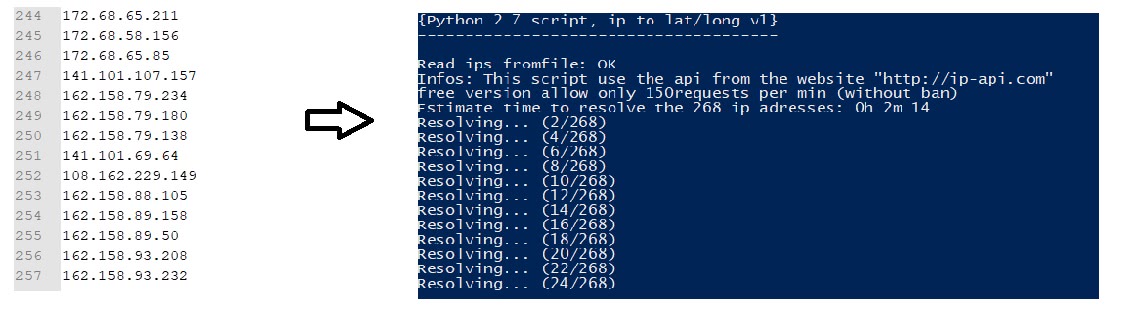 244 172.68.65.211
245 172.68.58.156
246 172.68.65.85
247 141.101.107.157
248 162.158.79.234
249 162.158.79.180
250 162.158.79.138
251 141.101.69.64
252 108.162.229.149
253 162.158.88.105
254 162.158.89.158
255 162.158.89.50
256 162.158.93.208
257 162.158.93.232
{Python 2.7 script, ip to lat/long v1}
--------------------------------------
Read ips fromfile: OK
Infos: This script use the api from the website "http://ip-api.com"
free version allow only 150requests per min (without ban)
Estimate time to resolve the 268 ip adresses: 0h 2m 14
Resolving... (2/268)
Resolving... (4/268)
Resolving... (6/268)
Resolving... (8/268)
Resolving... (10/268)
Resolving... (12/268)
Resolving... (14/268)
Resolving... (16/268)
Resolving... (18/268)
Resolving... (20/268)
Resolving... (22/268)
Resolving... (24/268)